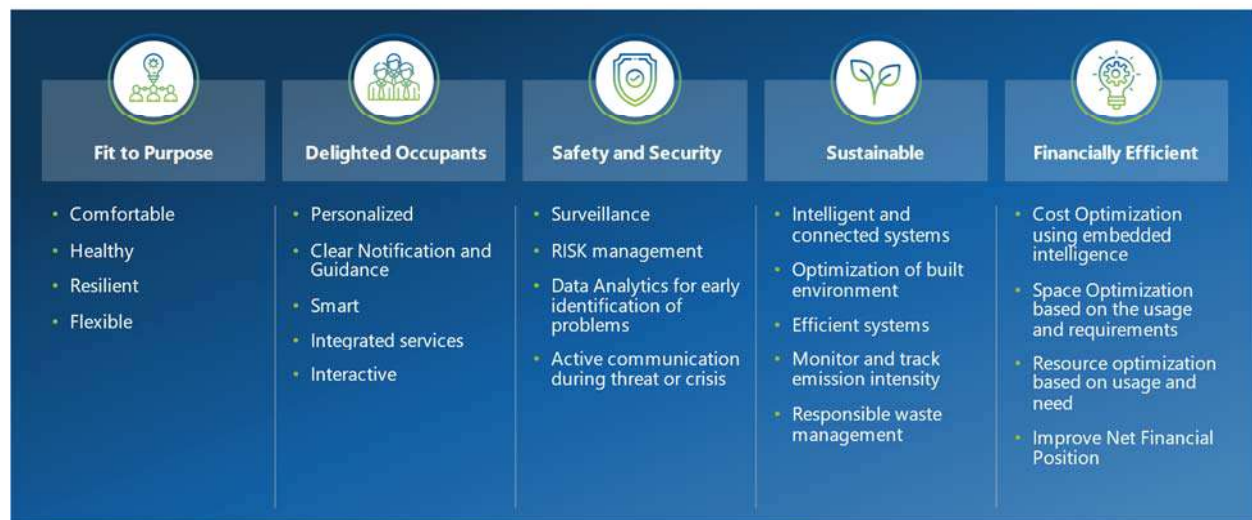 Fit to Purpose
• Comfortable
• Healthy
• Resilient
• Flexible
Delighted Occupants
• Personalized
• Clear Notification and
Guidance
• Smart
• Integrated services
• Interactive
Safety and Security
• Surveillance
• RISK management
• Data Analytics for early
identification of
problems
• Active communication
during threat or crisis
Sustainable
• Intelligent and
connected systems
• Optimization of built
environment
• Efficient systems
• Monitor and track
emission intensity
• Responsible waste
management
Financially Efficient
• Cost Optimization
using embedded
intelligence
• Space Optimization
based on the usage
and requirements
• Resource optimization
based on usage and
need
• Improve Net Financial
Position